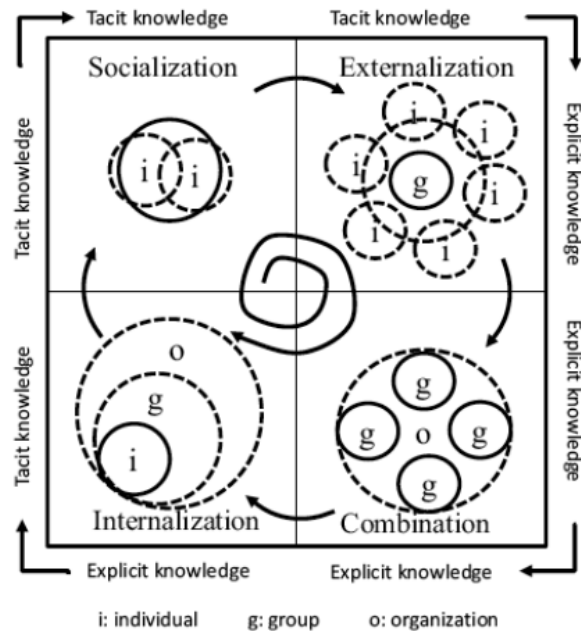 Tacit knowledge Tacit knowledge
Socialization Externalization
Tacit knowledge
Explicit knowledge
i i
i
i
i
i
i
i
g
Tacit knowledge
Explicit knowledge
o
g
i
g
g o g
g
Internalization Combination
Explicit knowledge Explicit knowledge
i: individual g: group o: organization